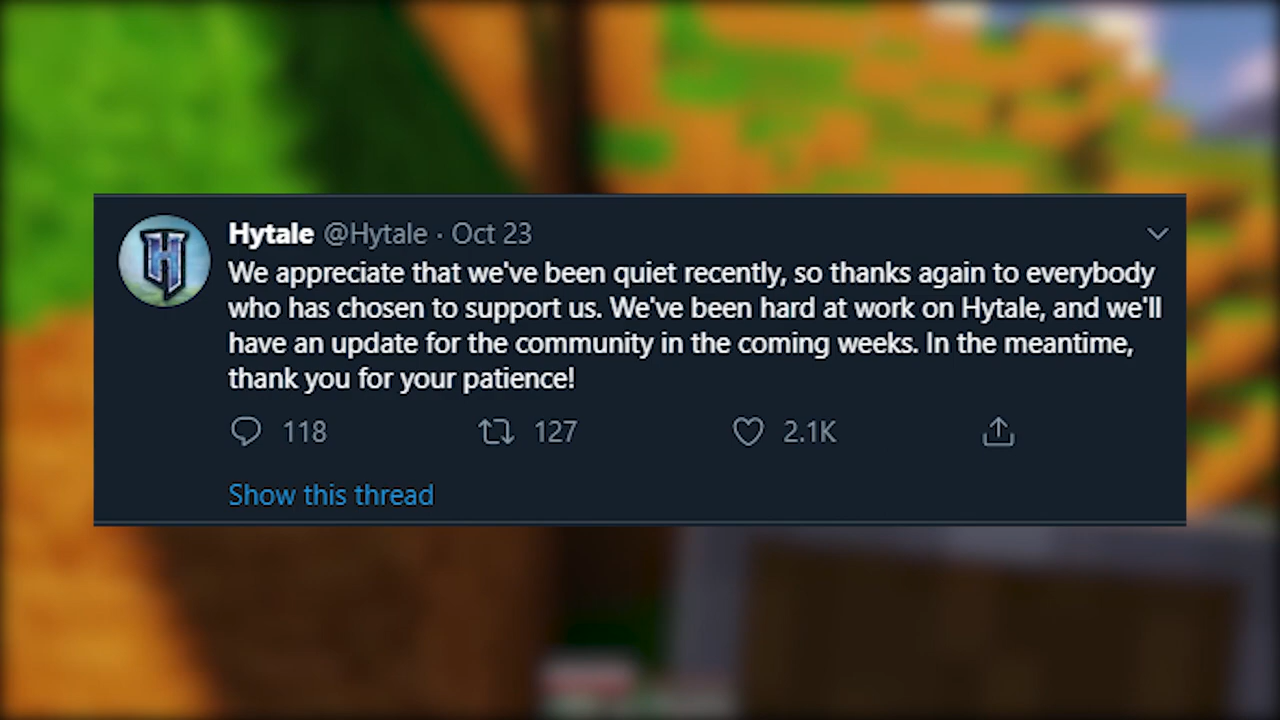 Hytale @Hytale · Oct 23
We appreciate that we've been quiet recently, so thanks again to everybody
who has chosen to support us. We've been hard at work on Hytale, and we'll
have an update for the community in the coming weeks. In the meantime,
thank you for your patience!
118 127 2.1K
Show this thread